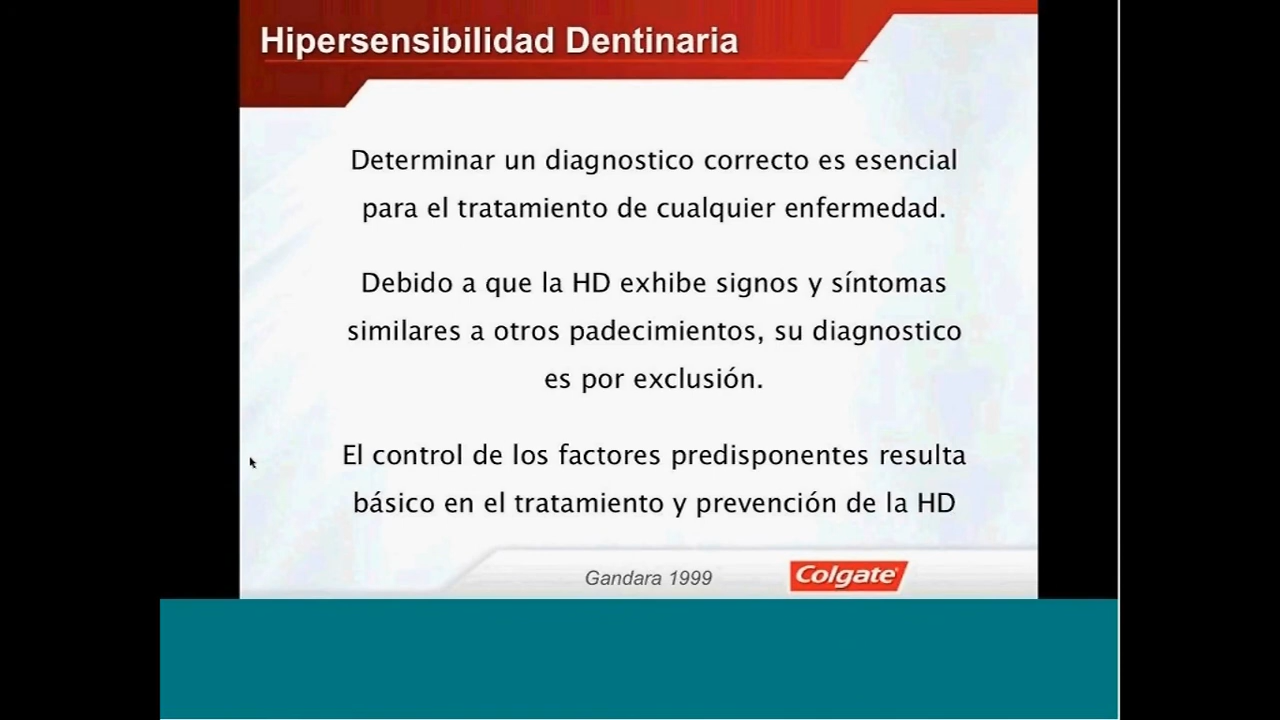 Hipersensibilidad Dentinaria
Determinar un diagnostico correcto es esencial
para el tratamiento de cualquier enfermedad.
Debido a que la HD exhibe signos y síntomas
similares a otros padecimientos, su diagnostico
es por exclusión.
El control de los factores predisponentes resulta
básico en el tratamiento y prevención de la HD
Gandara 1999
Colgate®